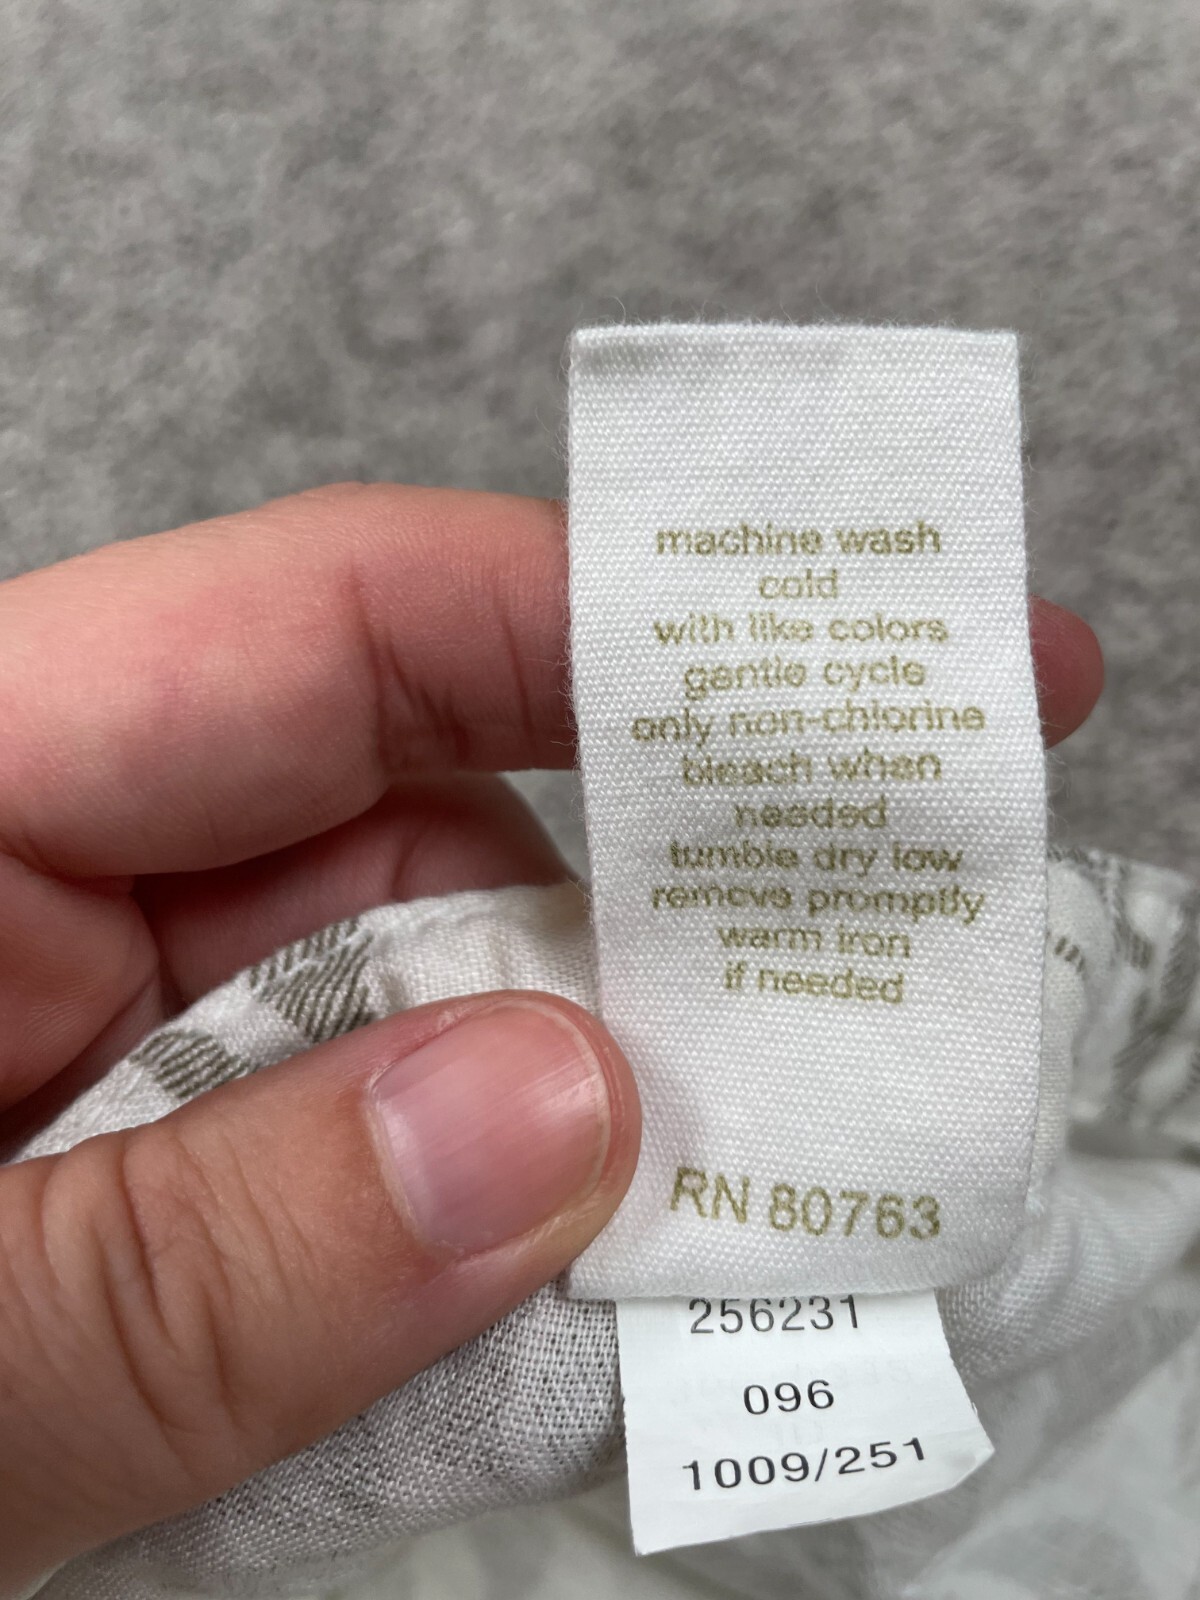 machine wash
cold
with like colors
gentle cycle
only non-chlorine
bleach when
needed
tumble dry low
remove promptly
warm iron
if needed
RN 80763
256231
096
1009/251